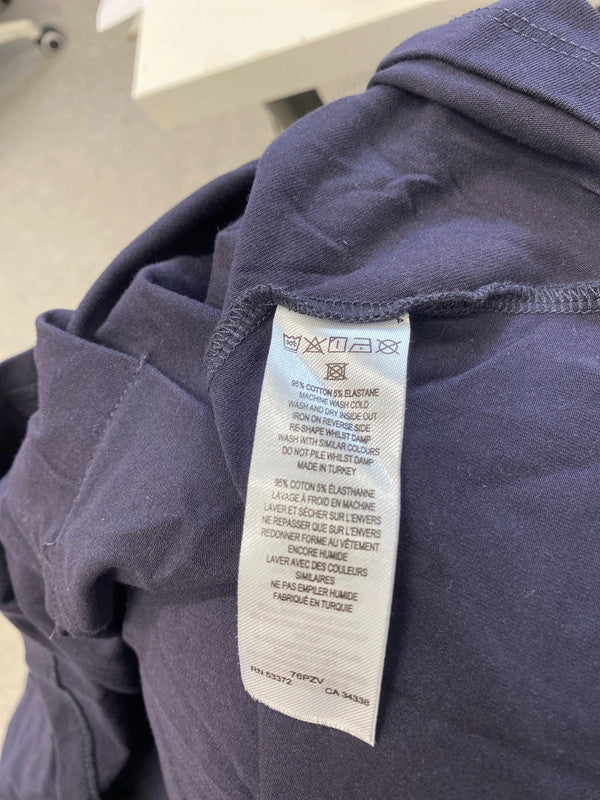 95% COTTON 5% ELASTANE
MACHINE WASH COLD
WASH AND DRY INSIDE OUT
IRON ON REVERSE SIDE
RE-SHAPE WHILST DAMP
WASH WITH SIMILAR COLOURS
DO NOT PILE WHILST DAMP
MADE IN TURKEY
95% COTON 5% ÉLASTHANNE
LAVAGE À FROID EN MACHINE
LAVER ET SÉCHER SUR L'ENVERS
NE REPASSER QUE SUR L'ENVERS
REDONNER FORME AU VÊTEMENT
ENCORE HUMIDE
LAVER AVEC DES COULEURS
SIMILAIRES
NE PAS EMPILER HUMIDE
FABRIQUÉ EN TURQUIE
76PZV
RN 53372 CA 34338